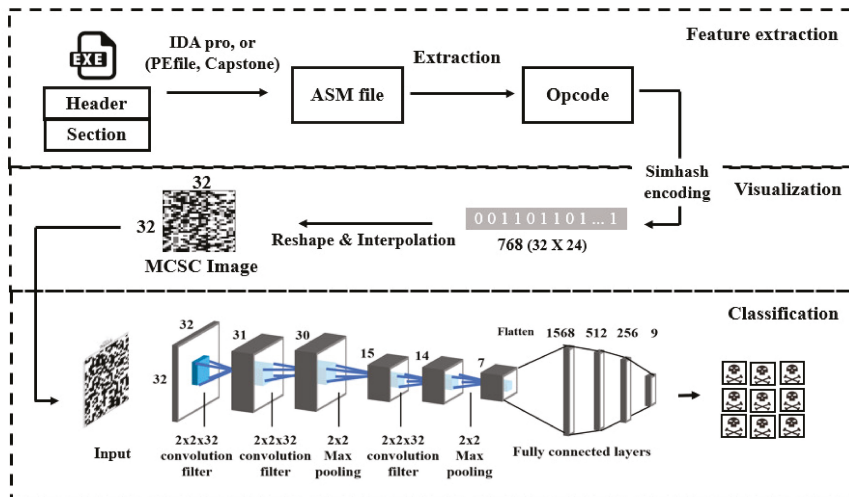 Feature extraction
EXE
Header
Section
IDA pro, or
(PEfile, Capstone)
ASM file
Extraction
Opcode
Simhash
encoding
Visualization
32
32
MCSC Image
Reshape & Interpolation
0 0 1 1 0 1 1 0 1 ... 1
768 (32 X 24)
Classification
Input
32
32
31
30
15
14
7
Flatten
1568
512
256
9
2x2x32
convolution
filter
2x2x32
convolution
filter
2x2
Max
pooling
2x2x32
convolution
filter
2x2
Max
pooling
Fully connected layers